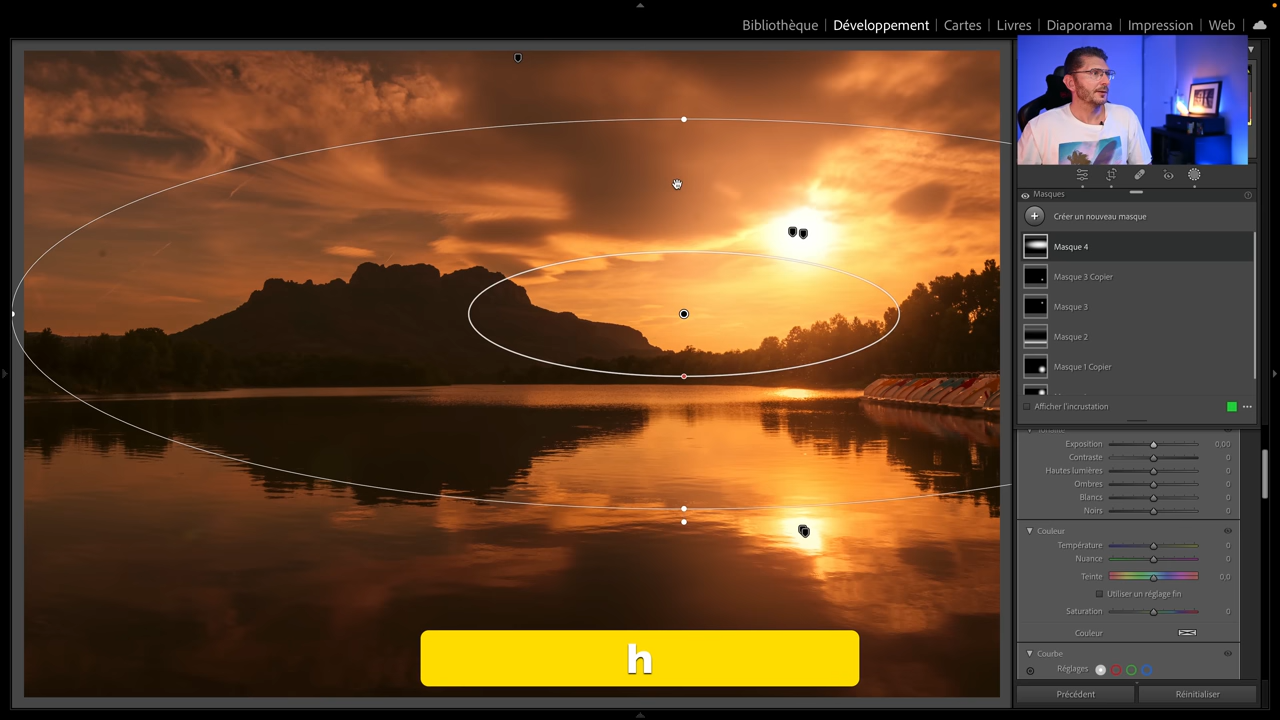 Bibliothèque | Développement | Cartes | Livres | Diaporama | Impression | Web
Masques
Créer un nouveau masque
Masque 4
Masque 3 Copier
Masque 3
Masque 2
Masque 1 Copier
Afficher l'incrustation
Exposition 0,00
Contraste 0
Hautes lumières 0
Ombres 0
Blancs 0
Noirs 0
Couleur
Température 0
Nuance 0
Teinte 0,0
Utiliser un réglage fin
Saturation 0
Couleur
Courbe
Réglages
Précédent
Réinitialiser
h